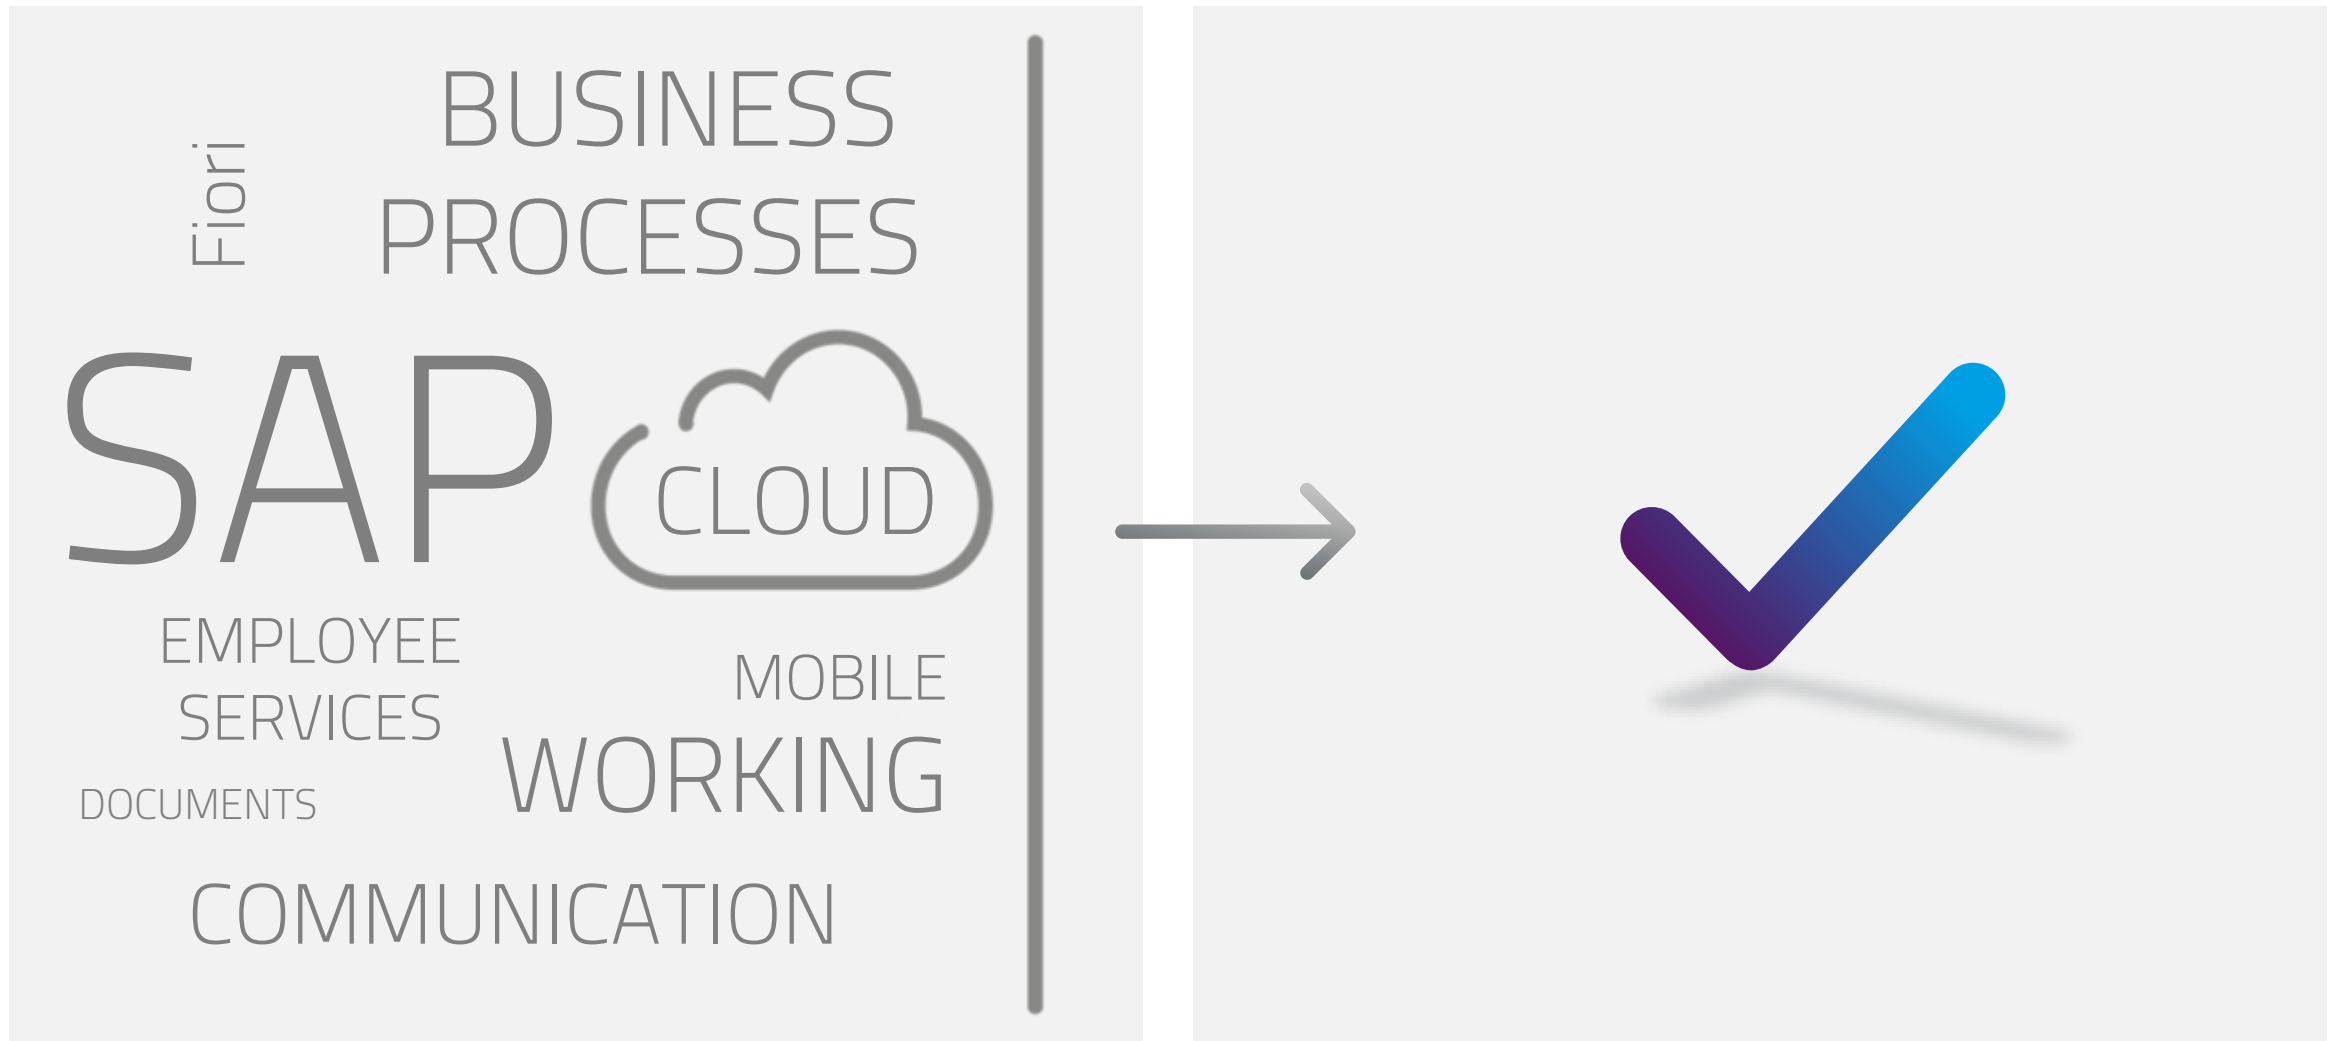 BUSINESS
PROCESSES
Fiori
SAP
CLOUD
EMPLOYEE
SERVICES
MOBILE
WORKING
DOCUMENTS
COMMUNICATION